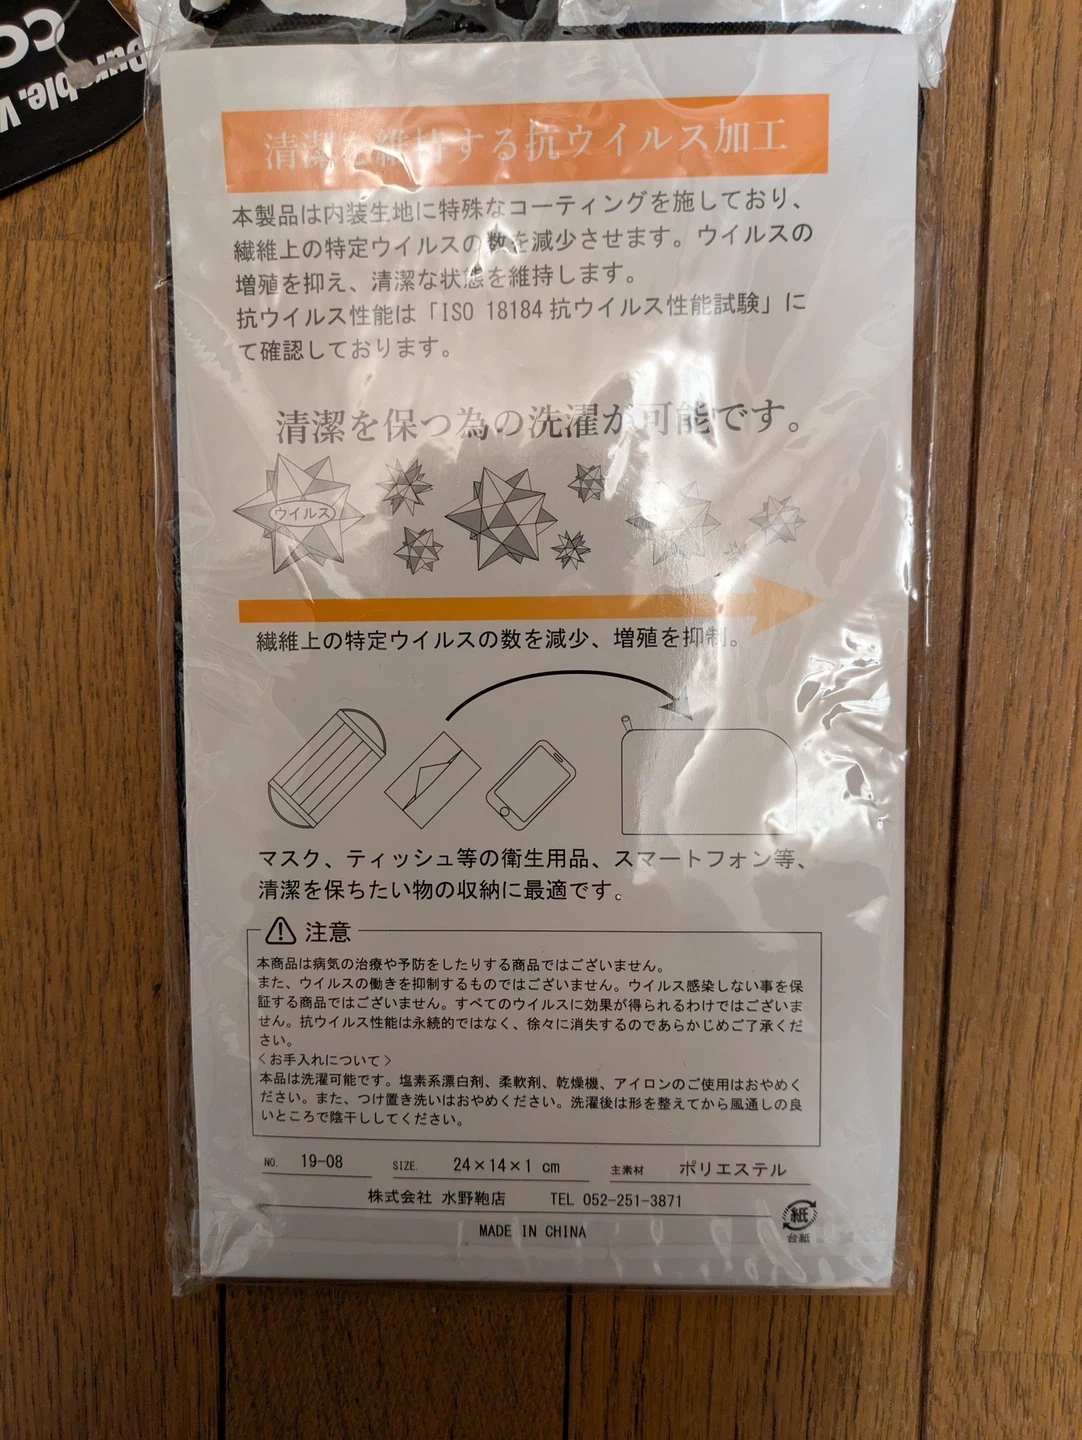 清潔を維持する抗ウイルス加工
本製品は内装生地に特殊なコーティングを施しており、
繊維上の特定ウイルスの数を減少させます。ウイルスの
増殖を抑え、清潔な状態を維持します。
抗ウイルス性能は「ISO 18184 抗ウイルス性能試験」に
て確認しております。
清潔を保つ為の洗濯が可能です。
ウイルス
繊維上の特定ウイルスの数を減少、増殖を抑制。
マスク、ティッシュ等の衛生用品、スマートフォン等、
清潔を保ちたい物の収納に最適です。
注意
本商品は病気の治療や予防をしたりする商品ではございません。
また、ウイルスの働きを抑制するものではございません。ウイルス感染しない事を保
証する商品ではございません。すべてのウイルスに効果が得られるわけではございま
せん。抗ウイルス性能は永続的ではなく、徐々に消失するのであらかじめご了承くだ
さい。
〈お手入れについて〉
本品は洗濯可能です。塩素系漂白剤、柔軟剤、乾燥機、アイロンのご使用はおやめく
ださい。また、つけ置き洗いはおやめください。洗濯後は形を整えてから風通しの良
いところで陰干ししてください。
NO. 19-08 SIZE. 24×14×1 cm 主素材 ポリエステル
株式会社 水野鞄店 TEL 052-251-3871
MADE IN CHINA
紙
台紙